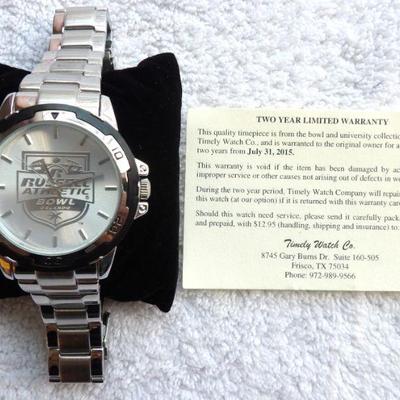 RUSSELL
ATHLETIC
BOWL
ORLANDO
TWO YEAR LIMITED WARRANTY
This quality timepiece is from the bowl and university collection
Timely Watch Co., and is warranted to the original owner for a
two years from July 31, 2015.
This warranty is void if the item has been damaged by ac
improper service or other causes not arising out of defects in wo
During the two year period, Timely Watch Company will repair
this watch (at our option) if it is returned with this warranty care
Should this watch need service, please send it carefully pack
and prepaid, with $12.95 (handling, shipping and insurance) to:
Timely Watch Co.
8745 Gary Burns Dr. Suite 160-505
Frisco, TX 75034
Phone: 972-989-9566